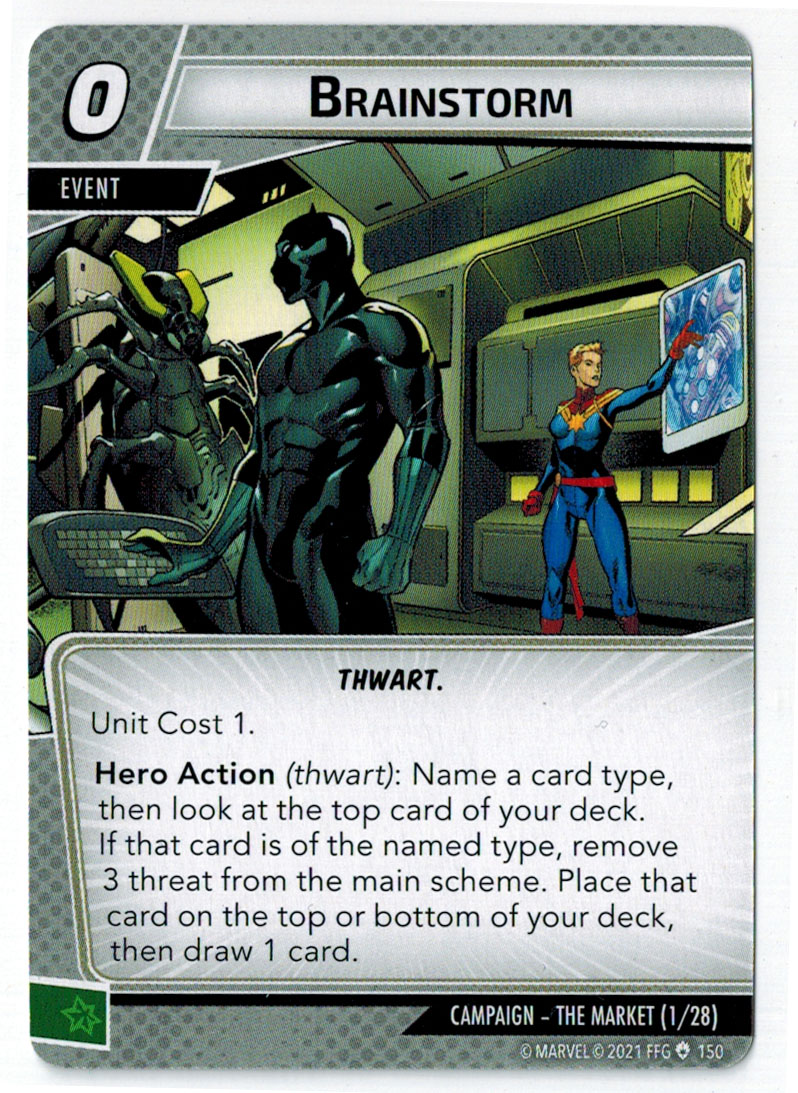 0
BRAINSTORM
EVENT
THWART.
Unit Cost 1.
Hero Action (thwart): Name a card type,
then look at the top card of your deck.
If that card is of the named type, remove
3 threat from the main scheme. Place that
card on the top or bottom of your deck,
then draw 1 card.
CAMPAIGN – THE MARKET (1/28)
© MARVEL © 2021 FFG 150